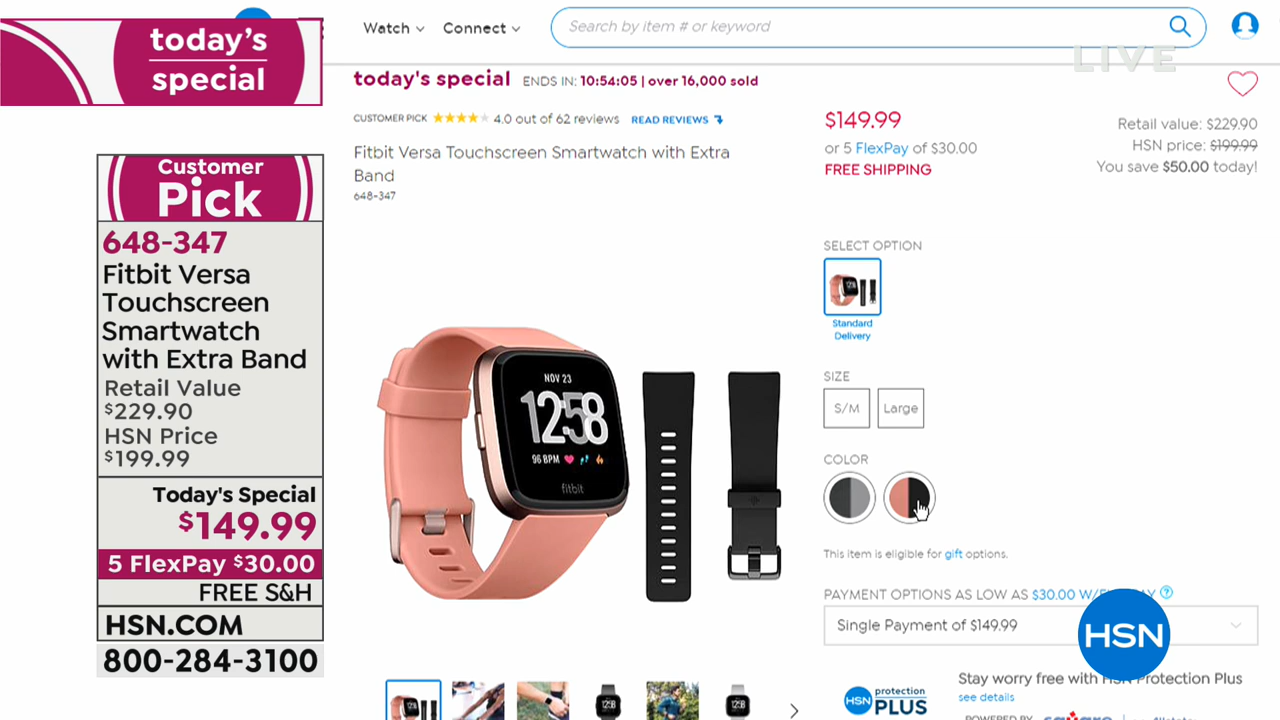 today's
special
Watch
Connect
Search by item # or keyword
LIVE
today's special ENDS IN: 10:54:05 | over 16,000 sold
CUSTOMER PICK 4.0 out of 62 reviews READ REVIEWS
Fitbit Versa Touchscreen Smartwatch with Extra
Band
648-347
$149.99
or 5 FlexPay of $30.00
FREE SHIPPING
Retail value: $229.90
HSN price: $199.99
You save $50.00 today!
Customer
Pick
648-347
Fitbit Versa
Touchscreen
Smartwatch
with Extra Band
Retail Value
$229.90
HSN Price
$199.99
Today's Special
$149.99
5 FlexPay $30.00
FREE S&H
HSN.COM
800-284-3100
NOV 23
12:58
96 BPM
fitbit
SELECT OPTION
Standard
Delivery
SIZE
S/M Large
COLOR
This item is eligible for gift options.
PAYMENT OPTIONS AS LOW AS $30.00
Single Payment of $149.99
HSN
Stay worry free with HSN Protection Plus
see details
HSN protection
PLUS
POWERED BY